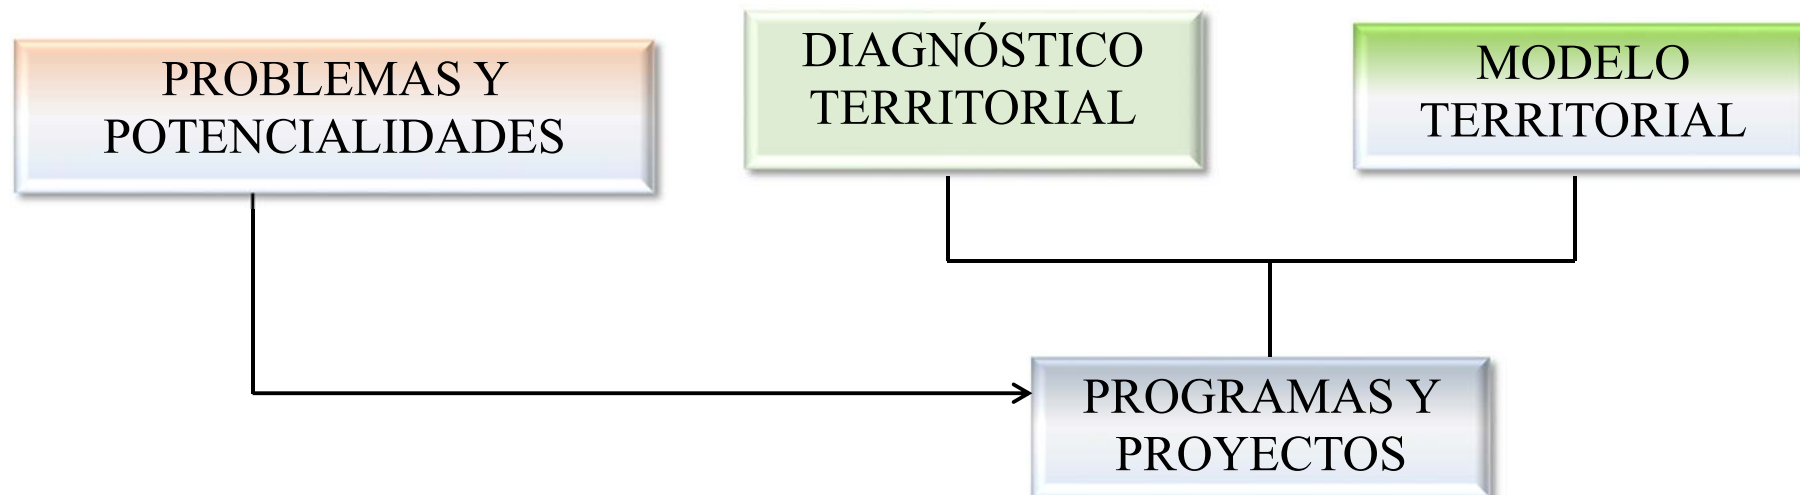 PROBLEMAS Y
POTENCIALIDADES
DIAGNÓSTICO
TERRITORIAL
MODELO
TERRITORIAL
PROGRAMAS Y
PROYECTOS